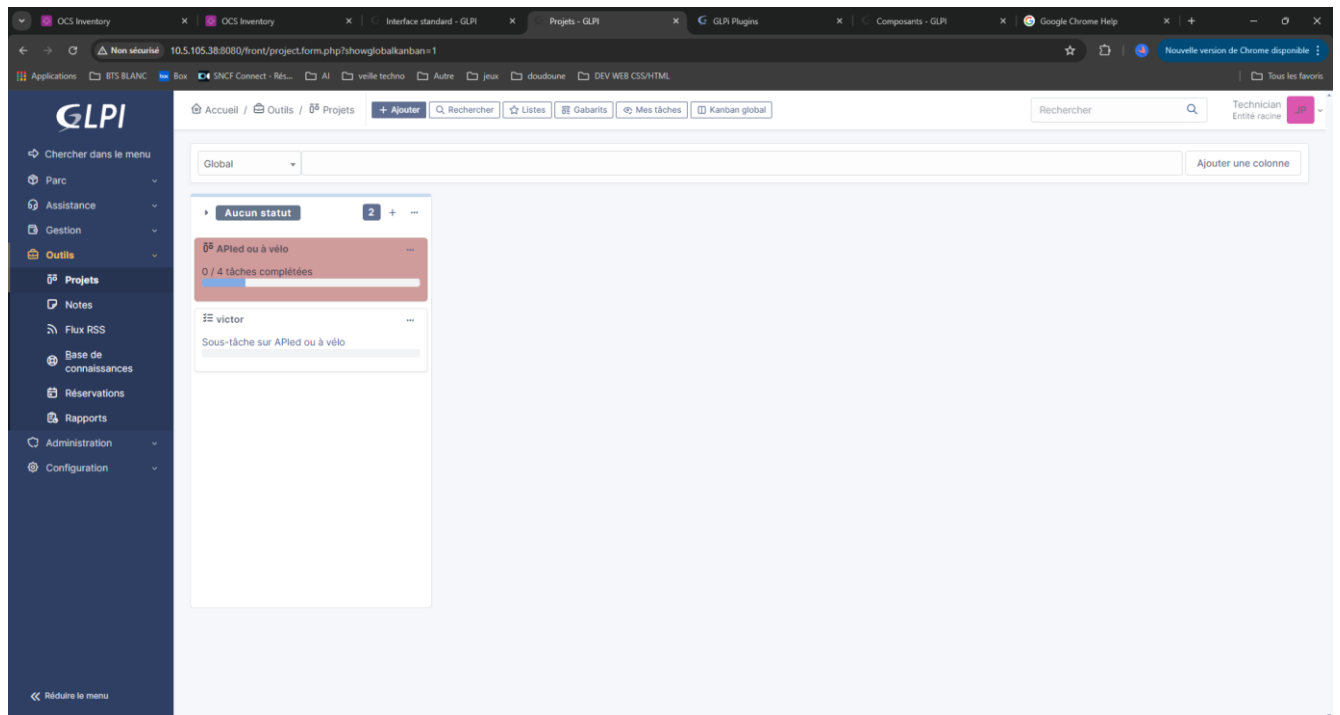 OCS Inventory
OCS Inventory
Interface standard - GLPI
Projets - GLPI
GLPi Plugins
Composants - GLPI
Google Chrome Help
Non sécurisé 10.5.105.38:8080/front/project.form.php?showglobalkanban=1
Nouvelle version de Chrome disponible
Applications BTS BLANC Box SNCF Connect - Rés... AI veille techno Autre jeux doudoune DEV WEB CSS/HTML Tous les favoris
GLPI
Accueil / Outils / Projets + Ajouter Rechercher Listes Gabarits Mes tâches Kanban global
Rechercher
Technician
Entité racine
JP
Chercher dans le menu
Parc
Assistance
Gestion
Outils
Projets
Notes
Flux RSS
Base de
connaissances
Réservations
Rapports
Administration
Configuration
Réduire le menu
Global
Ajouter une colonne
Aucun statut 2 + ...
APIed ou à vélo ...
0 / 4 tâches complétées
victor ...
Sous-tâche sur APIed ou à vélo